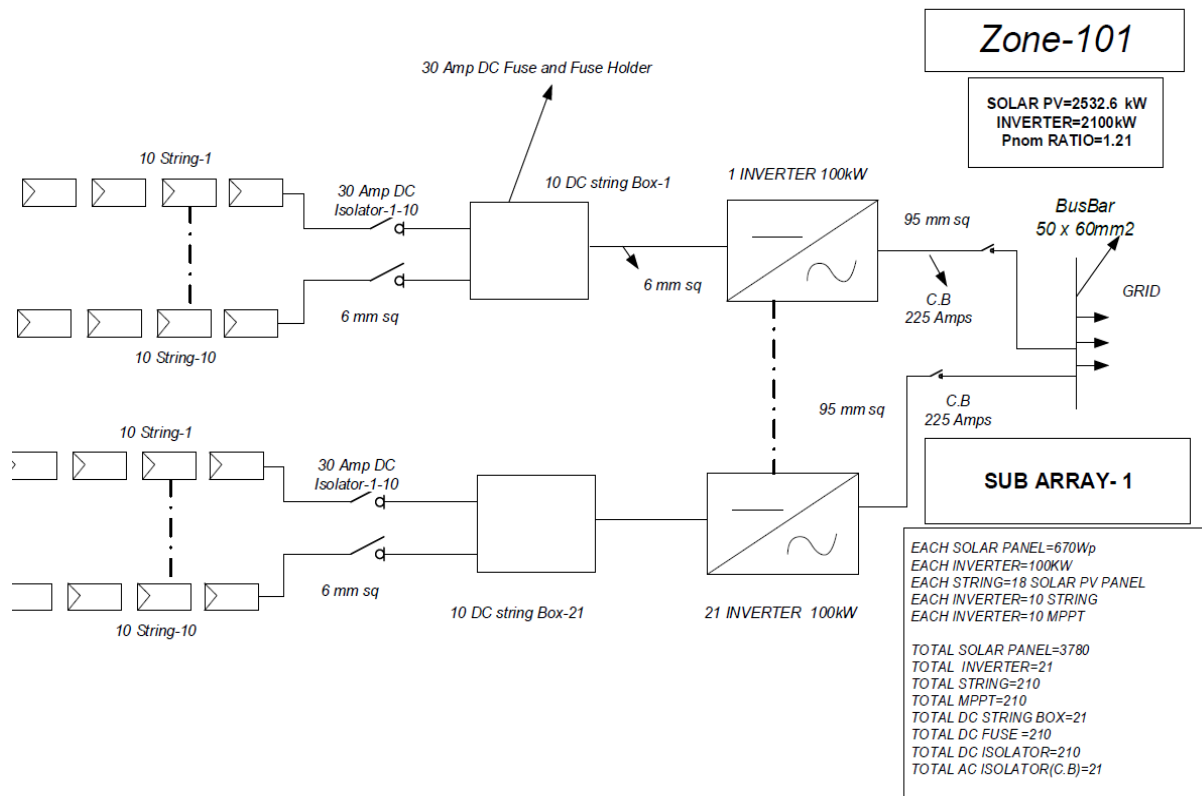 Zone-101
SOLAR PV=2532.6 kW
INVERTER=2100kW
Pnom RATIO=1.21
30 Amp DC Fuse and Fuse Holder
10 String-1
30 Amp DC
Isolator-1-10
10 DC string Box-1
1 INVERTER 100kW
95 mm sq
BusBar
50 x 60mm2
6 mm sq
6 mm sq
C.B
225 Amps
GRID
10 String-10
10 String-1
30 Amp DC
Isolator-1-10
95 mm sq
C.B
225 Amps
6 mm sq
10 String-10
10 DC string Box-21
21 INVERTER 100kW
SUB ARRAY- 1
EACH SOLAR PANEL=670Wp
EACH INVERTER=100KW
EACH STRING=18 SOLAR PV PANEL
EACH INVERTER=10 STRING
EACH INVERTER=10 MPPT
TOTAL SOLAR PANEL=3780
TOTAL INVERTER=21
TOTAL STRING=210
TOTAL MPPT=210
TOTAL DC STRING BOX=21
TOTAL DC FUSE =210
TOTAL DC ISOLATOR=210
TOTAL AC ISOLATOR(C.B)=21